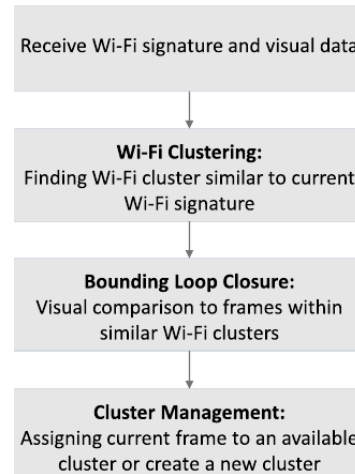 Receive Wi-Fi signature and visual data
Wi-Fi Clustering:
Finding Wi-Fi cluster similar to current
Wi-Fi signature
Bounding Loop Closure:
Visual comparison to frames within
similar Wi-Fi clusters
Cluster Management:
Assigning current frame to an available
cluster or create a new cluster